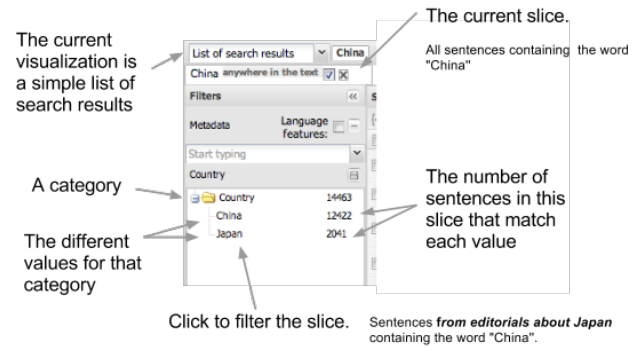 The current slice.
The current
visualization is
a simple list of
search results
List of search results
China
All sentences containing the word
"China"
China anywhere in the text
Filters
Metadata
Language
features:
Start typing
Country
A category
Country 14463
China 12422
Japan 2041
The number of
sentences in this
slice that match
each value
The different
values for that
category
Click to filter the slice.
Sentences from editorials about Japan
containing the word "China".